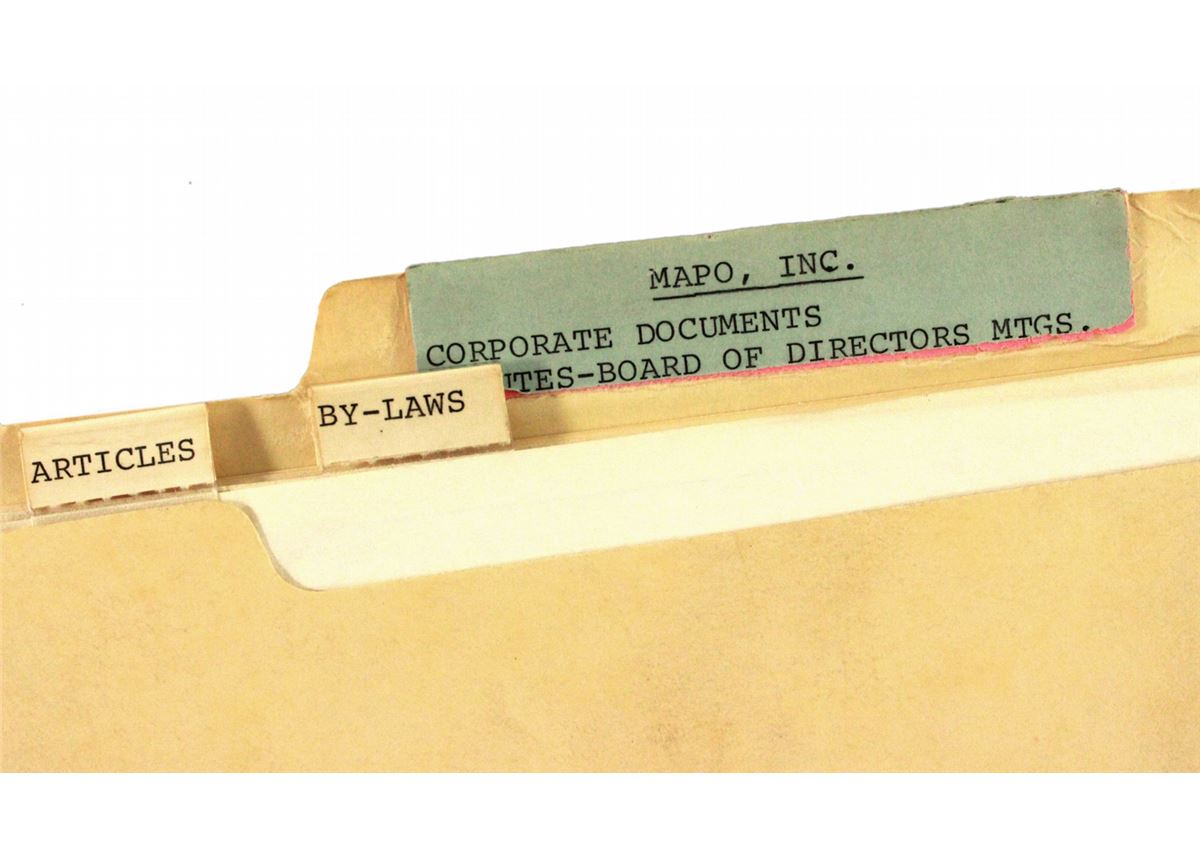 MAPO, INC.
CORPORATE DOCUMENTS
UTES-BOARD OF DIRECTORS MTGS.
BY-LAWS
ARTICLES